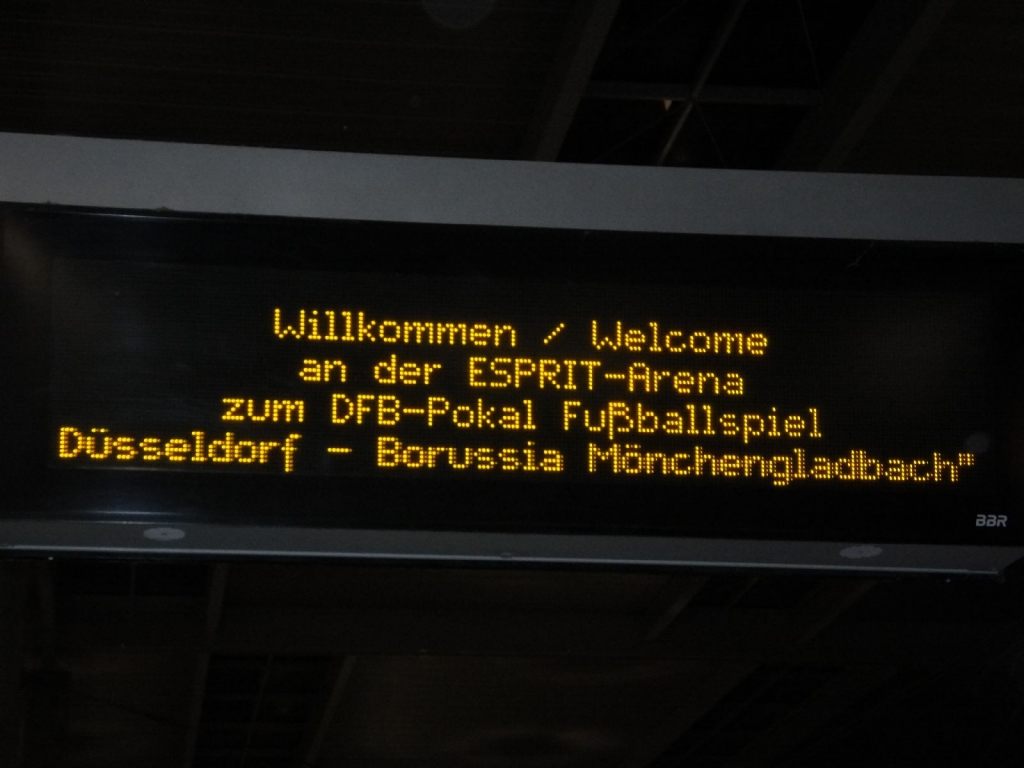 Willkommen / Welcome
an der ESPRIT-Arena
zum DFB-Pokal Fußballspiel
Düsseldorf - Borussia Mönchengladbach"
BBR